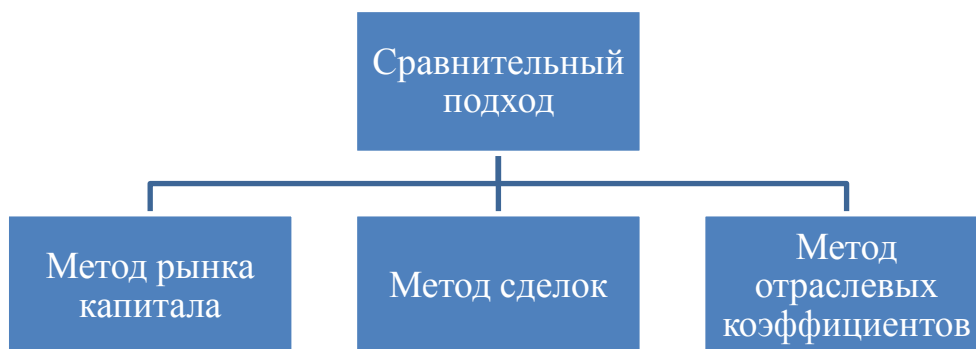 Сравнительный
подход
Метод рынка
капитала
Метод сделок
Метод
отраслевых
коэффициентов